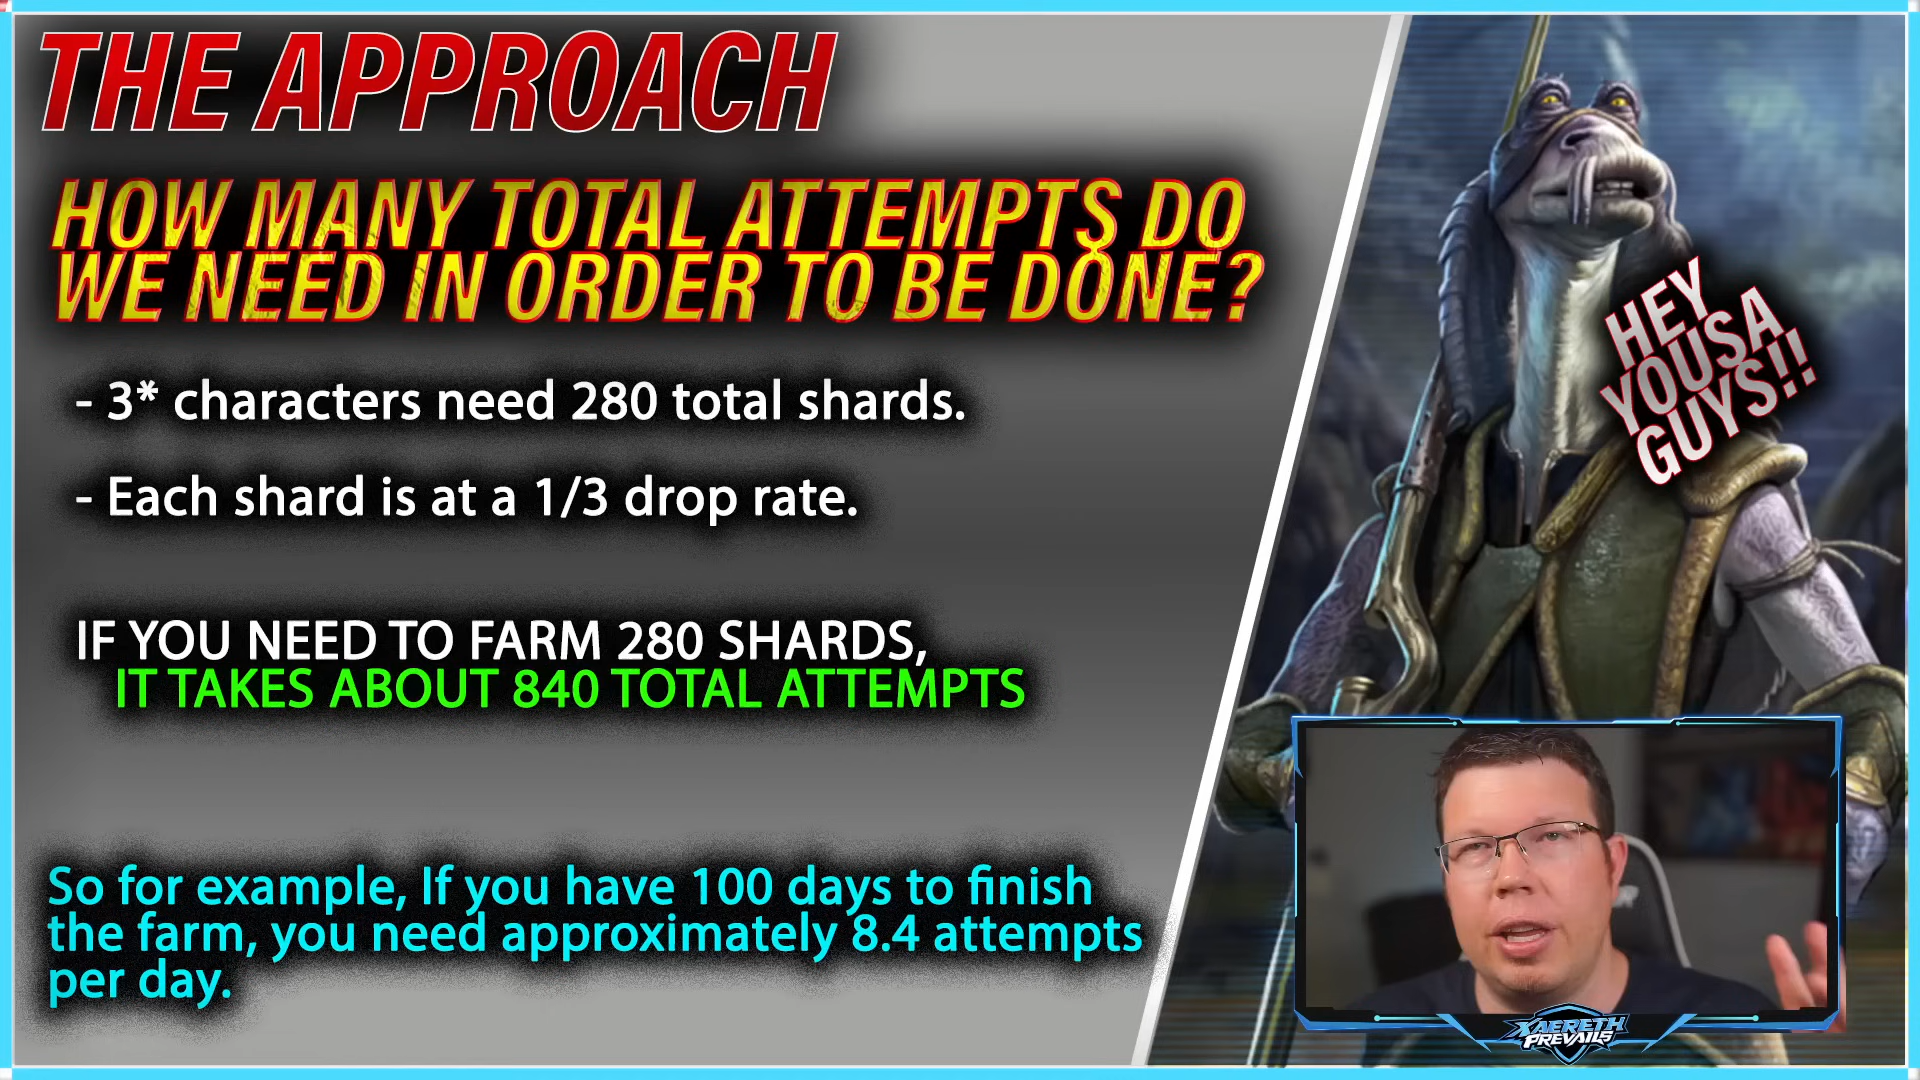 THE APPROACH
HOW MANY TOTAL ATTEMPTS DO
WE NEED IN ORDER TO BE DONE?
- 3* characters need 280 total shards.
- Each shard is at a 1/3 drop rate.
IF YOU NEED TO FARM 280 SHARDS,
IT TAKES ABOUT 840 TOTAL ATTEMPTS
So for example, If you have 100 days to finish
the farm, you need approximately 8.4 attempts
per day.
HEY
YOUSA
GUYS!!
XAERETH
PREVAILS